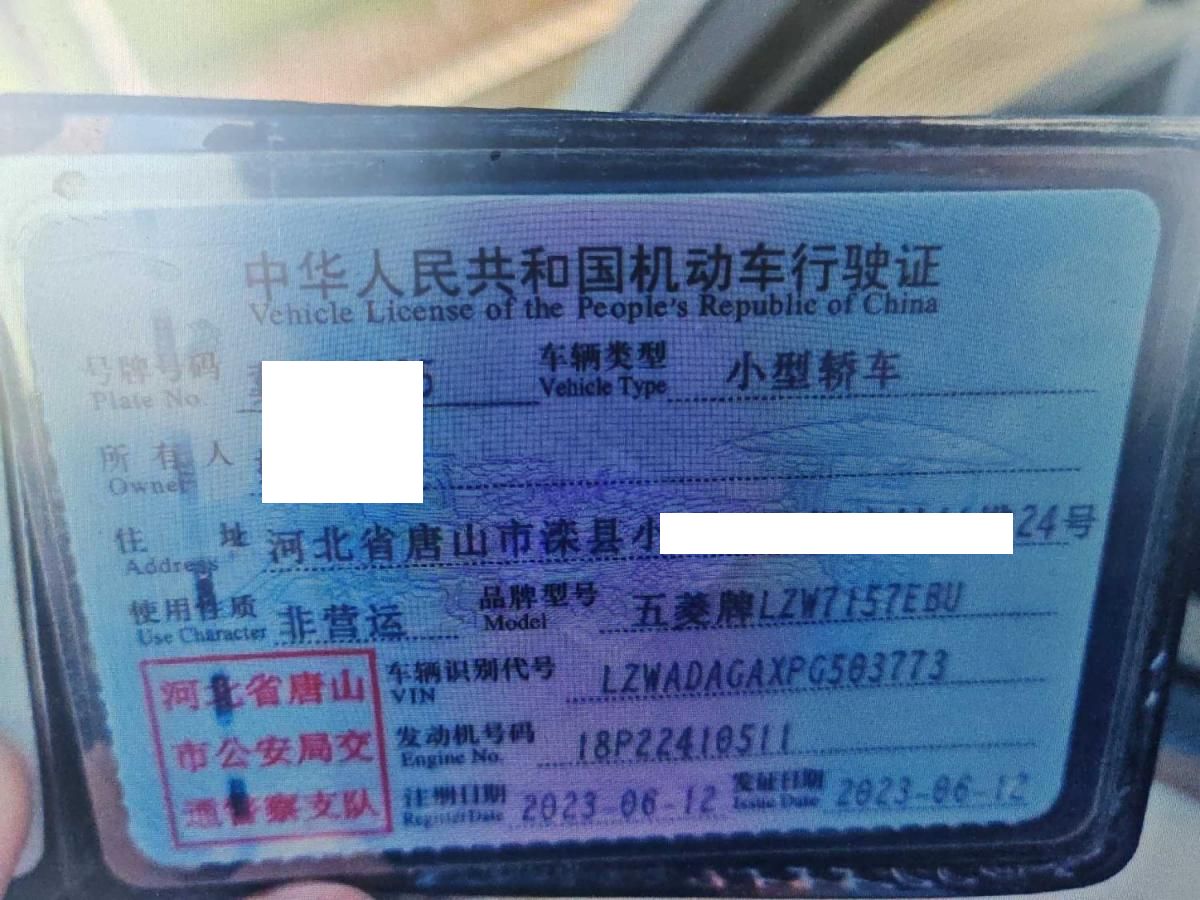 中华人民共和国机动车行驶证
Vehicle License of the People's Republic of China
号牌号码 车辆类型 小型轿车
Plate No. Vehicle Type
所有人
Owner
住址 河北省唐山市滦县小 24号
Address
使用性质 非营运 品牌型号 五菱牌LZW7157EBU
Use Character Model
河北省唐山 车辆识别代号 LZWADAGAXPG503773
VIN
市公安局交 发动机号码 18P22410511
Engine No.
通警察支队 注册日期 2023-06-12 发证日期 2023-06-12
Register Date Issue Date